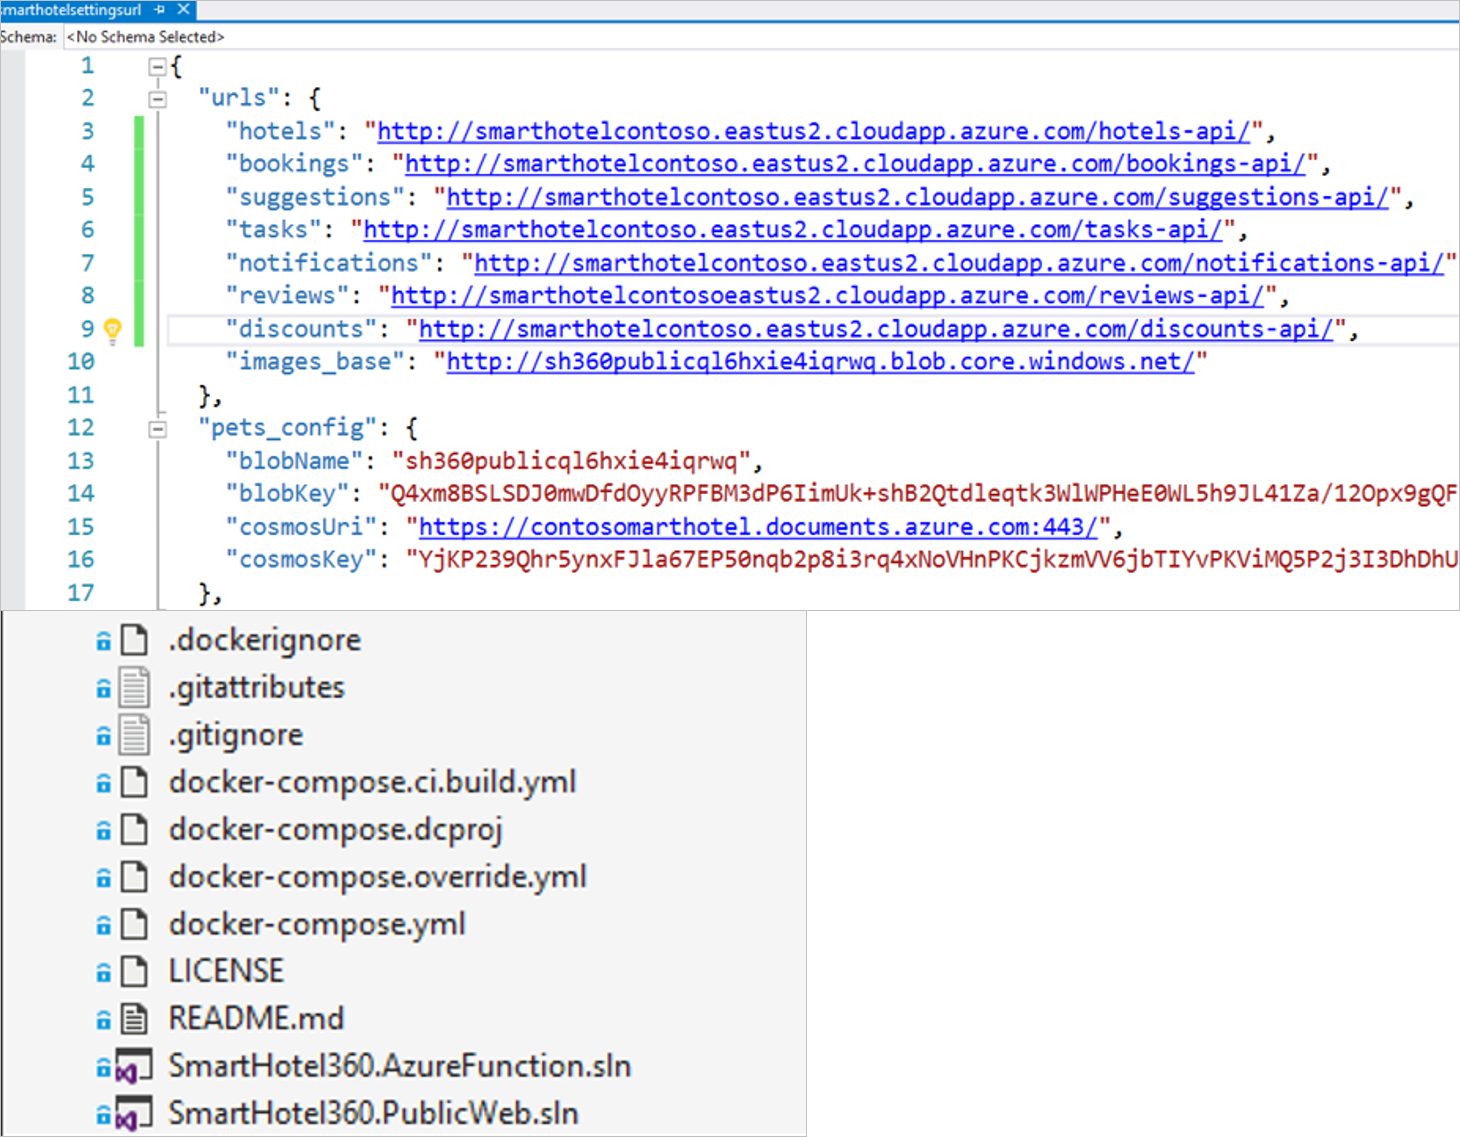 smarthotelsettingsurl
Schema: <No Schema Selected>
1 {
2 "urls": {
3 "hotels": "http://smarthotelcontoso.eastus2.cloudapp.azure.com/hotels-api/",
4 "bookings": "http://smarthotelcontoso.eastus2.cloudapp.azure.com/bookings-api/",
5 "suggestions": "http://smarthotelcontoso.eastus2.cloudapp.azure.com/suggestions-api/",
6 "tasks": "http://smarthotelcontoso.eastus2.cloudapp.azure.com/tasks-api/",
7 "notifications": "http://smarthotelcontoso.eastus2.cloudapp.azure.com/notifications-api/"
8 "reviews": "http://smarthotelcontosoeastus2.cloudapp.azure.com/reviews-api/",
9 "discounts": "http://smarthotelcontoso.eastus2.cloudapp.azure.com/discounts-api/",
10 "images_base": "http://sh360publicql6hxie4iqrwq.blob.core.windows.net/"
11 },
12 "pets_config": {
13 "blobName": "sh360publicql6hxie4iqrwq",
14 "blobKey": "Q4xm8BSLSDJ0mwDfdOyyRPFBM3dP6IimUk+shB2Qtdleqtk3WlWPHeE0WL5h9JL41Za/12Opx9gQF
15 "cosmosUri": "https://contosomarthotel.documents.azure.com:443/",
16 "cosmosKey": "YjKP239Qhr5ynxFJla67EP50nqb2p8i3rq4xNoVHnPKCjkzmVV6jbTIYvPKViMQ5P2j3I3DhDhU
17 },
.dockerignore
.gitattributes
.gitignore
docker-compose.ci.build.yml
docker-compose.dcproj
docker-compose.override.yml
docker-compose.yml
LICENSE
README.md
SmartHotel360.AzureFunction.sln
SmartHotel360.PublicWeb.sln